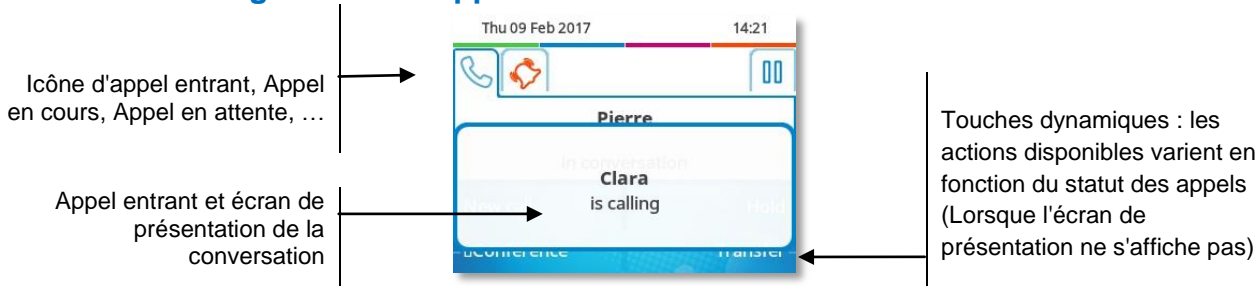 Thu 09 Feb 2017 14:21
Icône d'appel entrant, Appel
en cours, Appel en attente, …
Pierre
in conversation
Clara
is calling
Hold
Conference Transfer
Appel entrant et écran de
présentation de la
conversation
Touches dynamiques : les
actions disponibles varient en
fonction du statut des appels
(Lorsque l'écran de
présentation ne s'affiche pas)